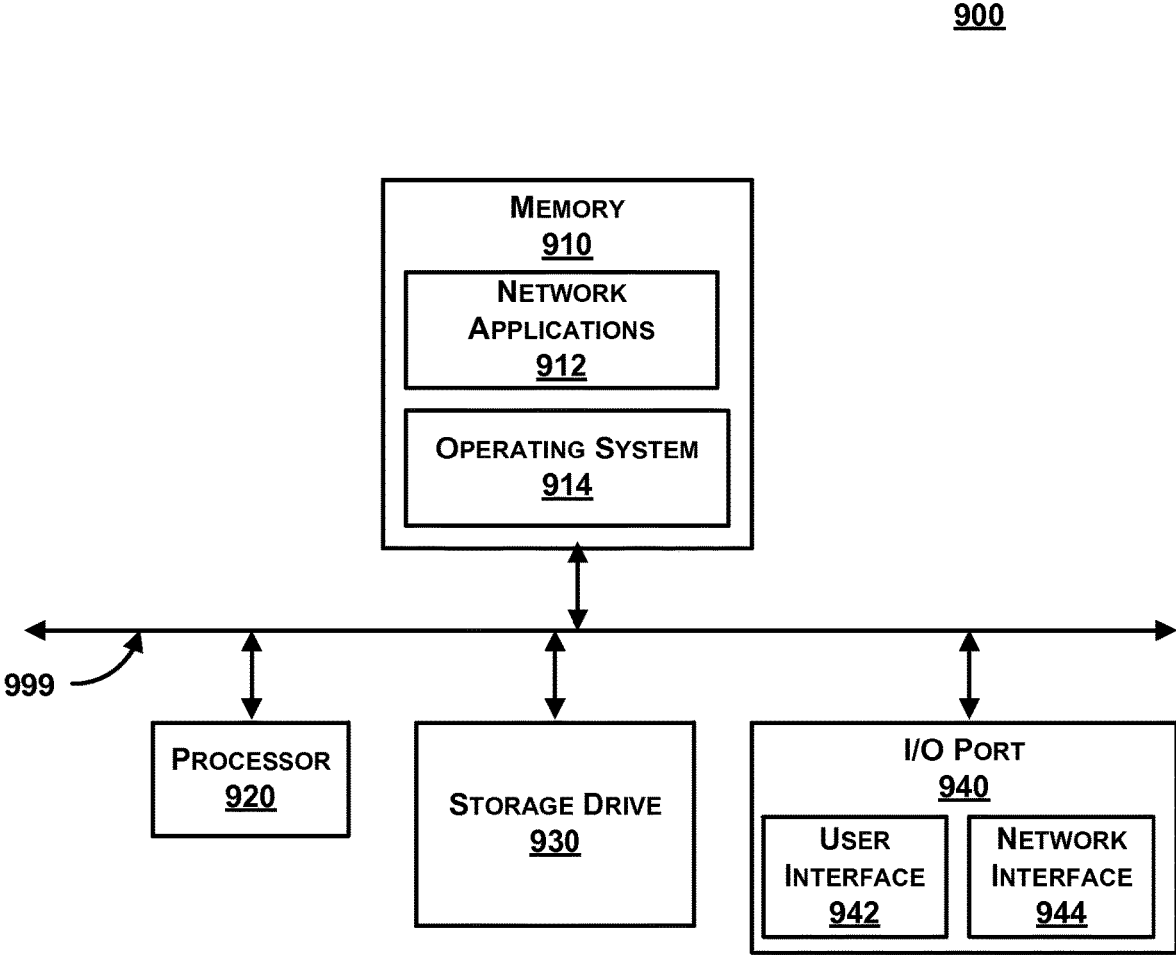 900
MEMORY
910
NETWORK
APPLICATIONS
912
OPERATING SYSTEM
914
999
PROCESSOR
920
STORAGE DRIVE
930
I/O PORT
940
USER
INTERFACE
942
NETWORK
INTERFACE
944